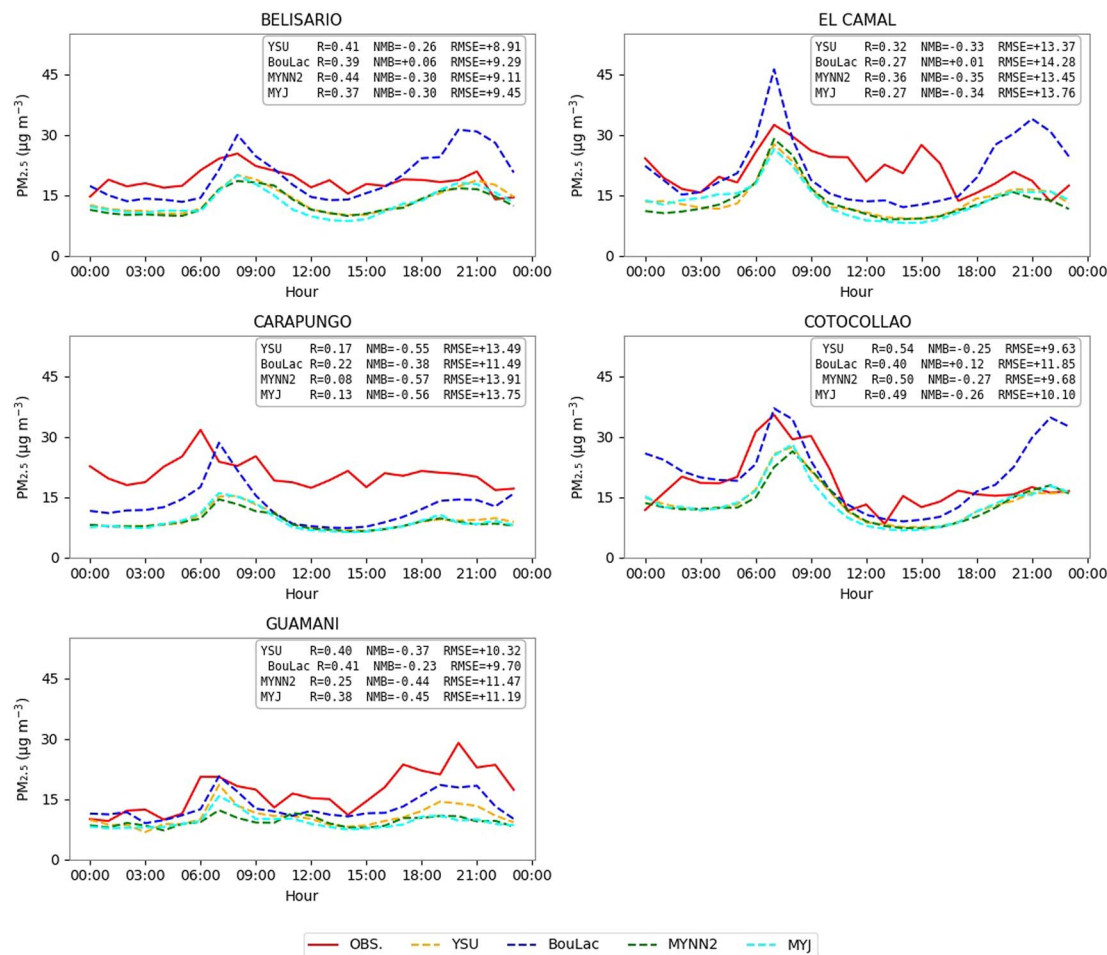 BELISARIO
YSU R=0.41 NMB=-0.26 RMSE=+8.91
BouLac R=0.39 NMB=+0.06 RMSE=+9.29
MYNN2 R=0.44 NMB=-0.30 RMSE=+9.11
MYJ R=0.37 NMB=-0.30 RMSE=+9.45
PM₂.₅ (µg m⁻³)
45
30
15
0
00:00 03:00 06:00 09:00 12:00 15:00 18:00 21:00 00:00
Hour
EL CAMAL
YSU R=0.32 NMB=-0.33 RMSE=+13.37
BouLac R=0.27 NMB=+0.01 RMSE=+14.28
MYNN2 R=0.36 NMB=-0.35 RMSE=+13.45
MYJ R=0.27 NMB=-0.34 RMSE=+13.76
PM₂.₅ (µg m⁻³)
45
30
15
0
00:00 03:00 06:00 09:00 12:00 15:00 18:00 21:00 00:00
Hour
CARAPUNGO
YSU R=0.17 NMB=-0.55 RMSE=+13.49
BouLac R=0.22 NMB=-0.38 RMSE=+11.49
MYNN2 R=0.08 NMB=-0.57 RMSE=+13.91
MYJ R=0.13 NMB=-0.56 RMSE=+13.75
PM₂.₅ (µg m⁻³)
45
30
15
0
00:00 03:00 06:00 09:00 12:00 15:00 18:00 21:00 00:00
Hour
COTOCOLLAO
YSU R=0.54 NMB=-0.25 RMSE=+9.63
BouLac R=0.40 NMB=+0.12 RMSE=+11.85
MYNN2 R=0.50 NMB=-0.27 RMSE=+9.68
MYJ R=0.49 NMB=-0.26 RMSE=+10.10
PM₂.₅ (µg m⁻³)
45
30
15
0
00:00 03:00 06:00 09:00 12:00 15:00 18:00 21:00 00:00
Hour
GUAMANI
YSU R=0.40 NMB=-0.37 RMSE=+10.32
BouLac R=0.41 NMB=-0.23 RMSE=+9.70
MYNN2 R=0.25 NMB=-0.44 RMSE=+11.47
MYJ R=0.38 NMB=-0.45 RMSE=+11.19
PM₂.₅ (µg m⁻³)
45
30
15
0
00:00 03:00 06:00 09:00 12:00 15:00 18:00 21:00 00:00
Hour
OBS. YSU BouLac MYNN2 MYJ